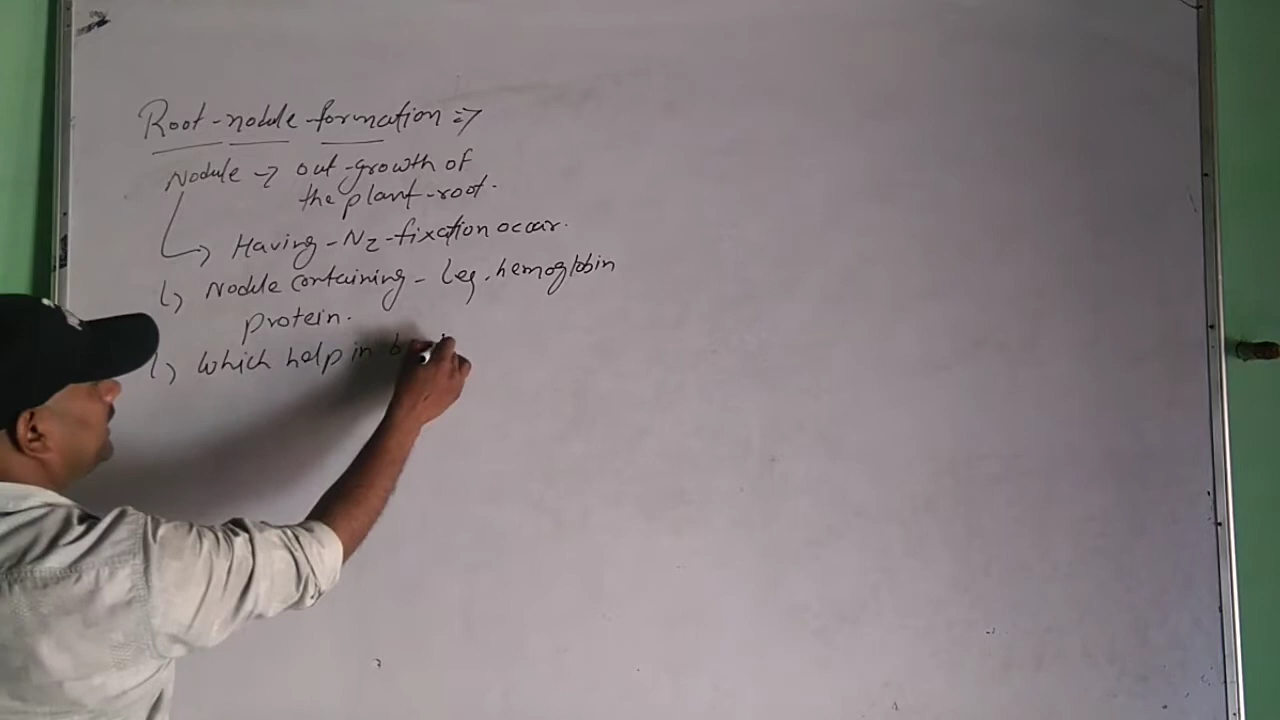 Root-nodule-formation =>
Nodule -> out-growth of
the plant-root.
Having - N2 - fixation occur.
Nodule containing - Leg. hemoglobin
protein.
Which help in